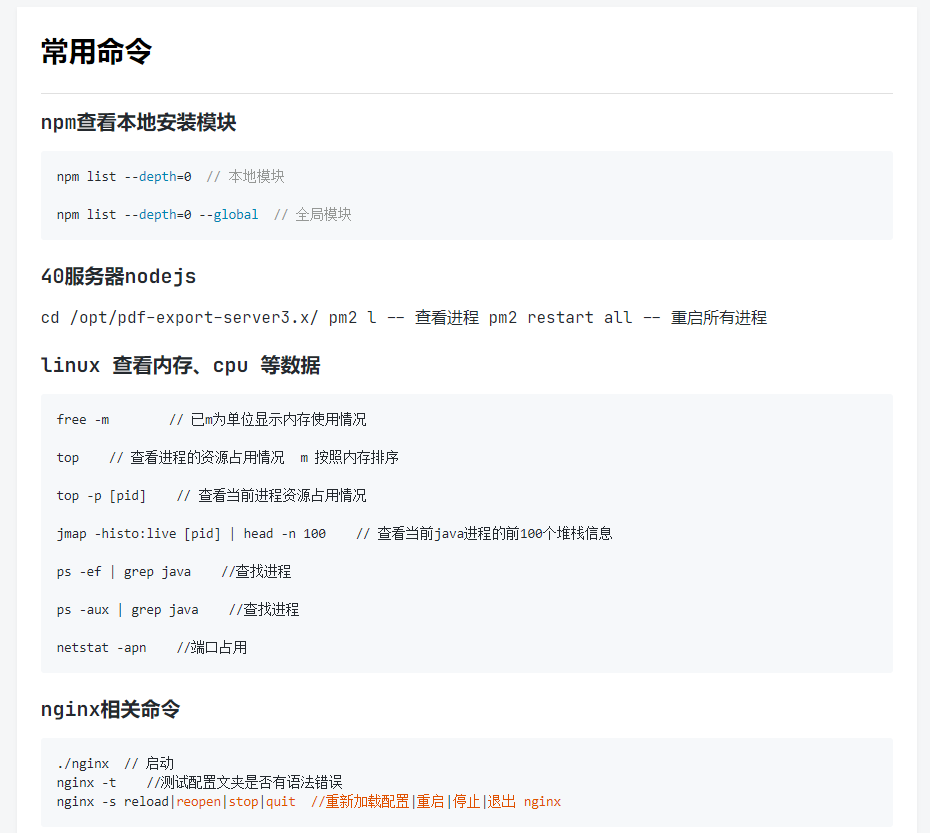 常用命令
npm查看本地安装模块
npm list --depth=0  // 本地模块
npm list --depth=0 --global  // 全局模块
40服务器nodejs
cd /opt/pdf-export-server3.x/ pm2 l -- 查看进程 pm2 restart all -- 重启所有进程
linux 查看内存、cpu 等数据
free -m        // 已m为单位显示内存使用情况
top    // 查看进程的资源占用情况  m 按照内存排序
top -p [pid]    // 查看当前进程资源占用情况
jmap -histo:live [pid] | head -n 100    // 查看当前java进程的前100个堆栈信息
ps -ef | grep java    //查找进程
ps -aux | grep java    //查找进程
netstat -apn    //端口占用
nginx相关命令
./nginx  // 启动
nginx -t    //测试配置文夹是否有语法错误
nginx -s reload|reopen|stop|quit  //重新加载配置|重启|停止|退出 nginx